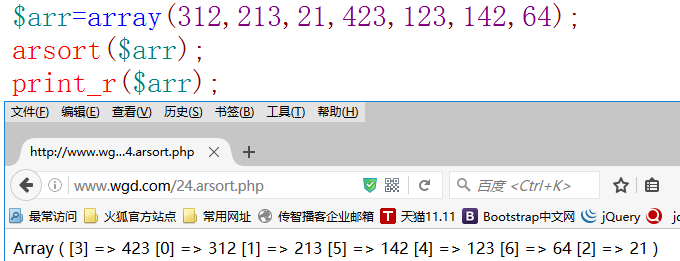 $arr=array(312,213,21,423,123,142,64);
arsort($arr);
print_r($arr);
文件(F) 编辑(E) 查看(V) 历史(S) 书签(B) 工具(T) 帮助(H)
http://www.wg...4.arsort.php
www.wgd.com/24.arsort.php 百度 <Ctrl+K>
最常访问 火狐官方站点 常用网址 传智播客企业邮箱 天猫11.11 Bootstrap中文网 jQuery jo
Array ( [3] => 423 [0] => 312 [1] => 213 [5] => 142 [4] => 123 [6] => 64 [2] => 21 )